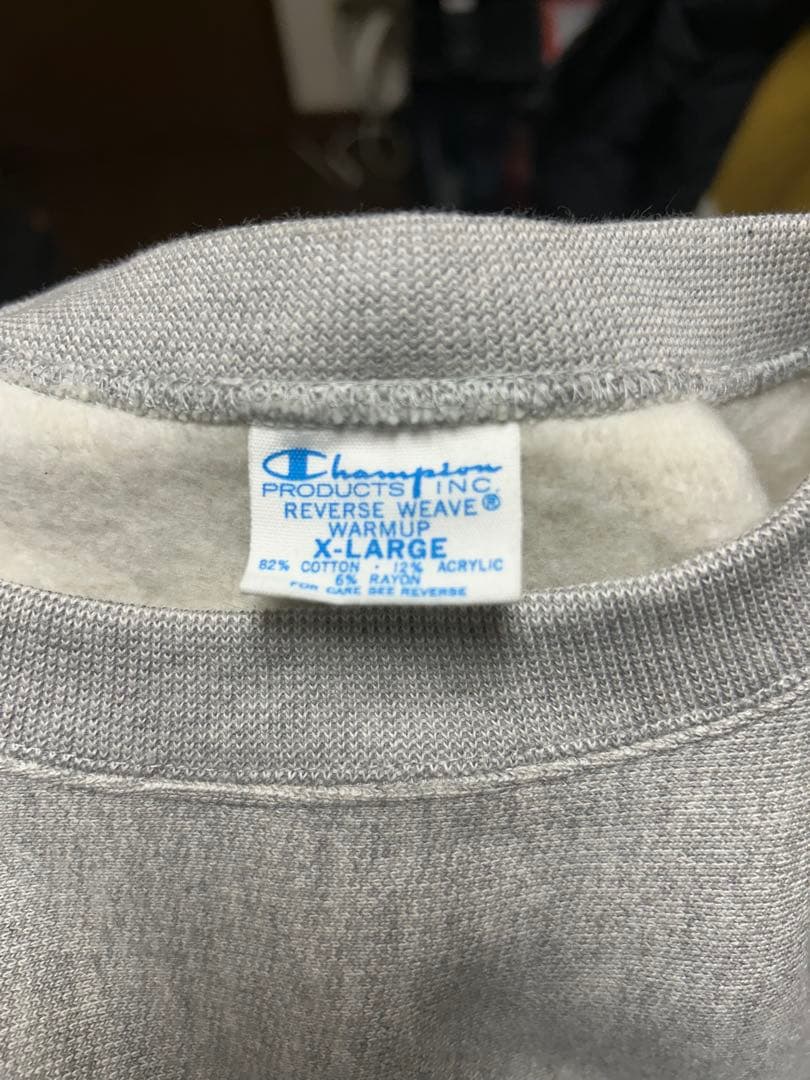 Champion
PRODUCTS INC.
REVERSE WEAVE®
WARMUP
X-LARGE
82% COTTON · 12% ACRYLIC
6% RAYON
FOR CARE SEE REVERSE